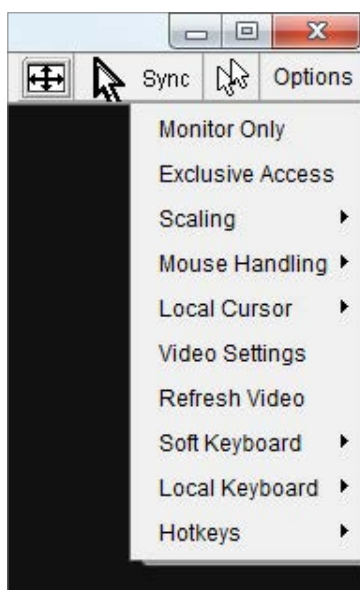 Sync Options
Monitor Only
Exclusive Access
Scaling
Mouse Handling
Local Cursor
Video Settings
Refresh Video
Soft Keyboard
Local Keyboard
Hotkeys